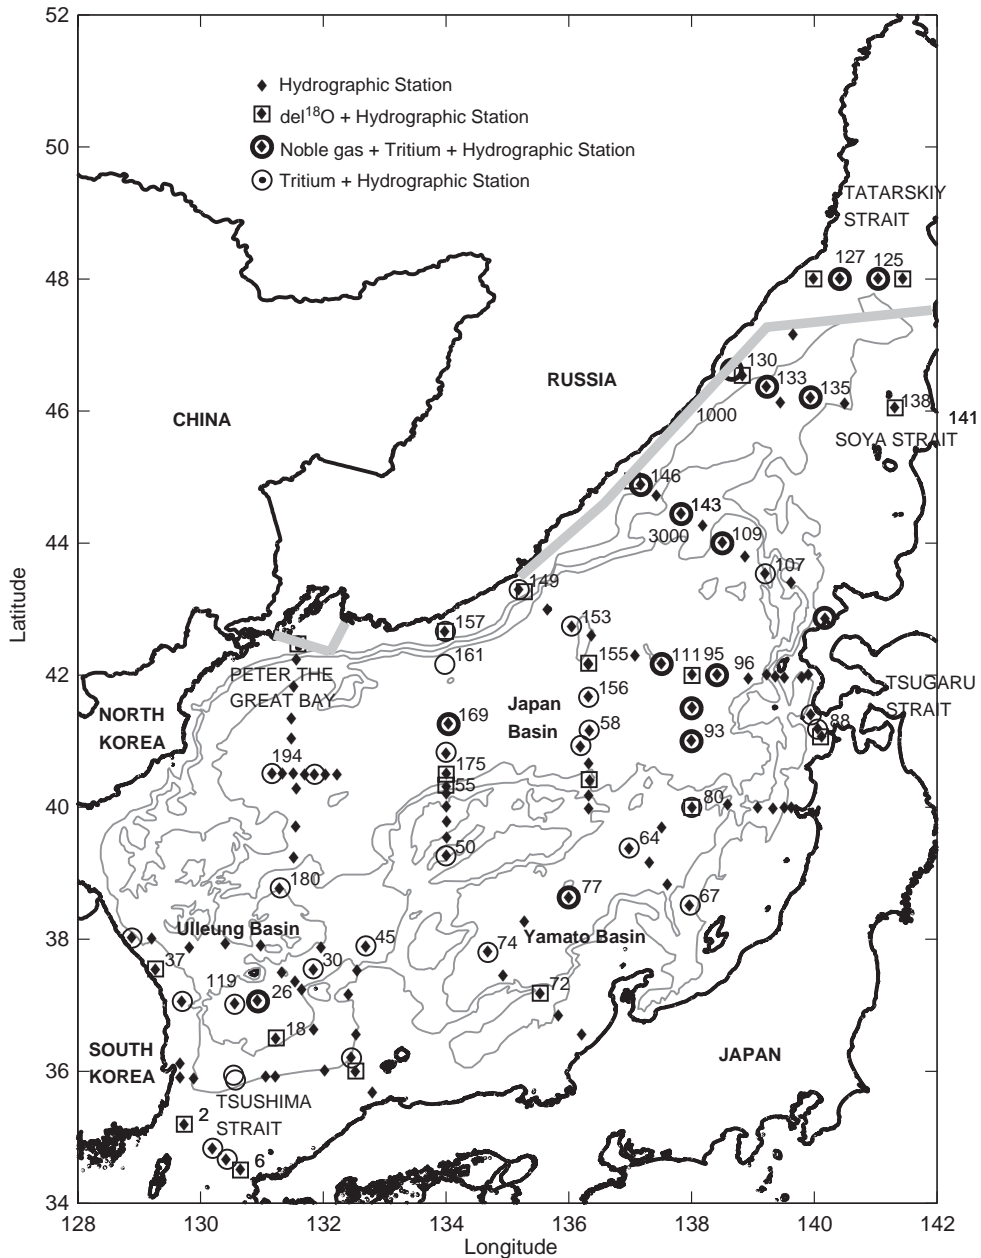 52
50
48
46
44
42
40
38
36
34
128
130
132
134
136
138
140
142
Latitude
Longitude
Hydrographic Station
del18O + Hydrographic Station
Noble gas + Tritium + Hydrographic Station
Tritium + Hydrographic Station
TATARSKIY
STRAIT
127
125
130
RUSSIA
133
135
CHINA
1000
138
141
SOYA STRAIT
146
143
3000
109
107
149
153
157
161
155
111
95
96
PETER THE
GREAT BAY
TSUGARU
STRAIT
156
Japan
Basin
NORTH
KOREA
169
58
93
88
194
175
55
80
64
50
180
77
67
Ulleung Basin
45
74
Yamato Basin
37
30
119
26
72
18
SOUTH
KOREA
JAPAN
TSUSHIMA
STRAIT
2
6